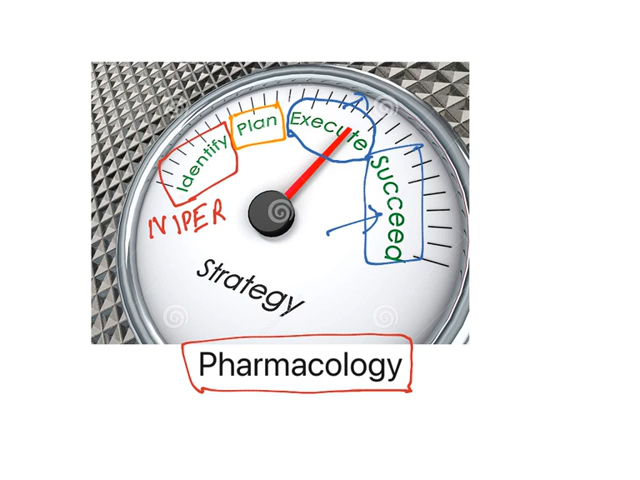 Identify
Plan
Execute
Succeed
NIPER
Strategy
Pharmacology